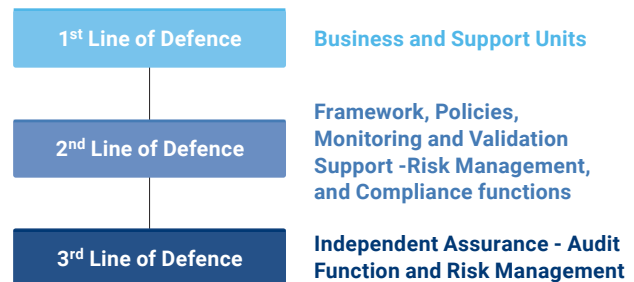 1st Line of Defence
Business and Support Units
2nd Line of Defence
Framework, Policies,
Monitoring and Validation
Support -Risk Management,
and Compliance functions
3rd Line of Defence
Independent Assurance - Audit
Function and Risk Management